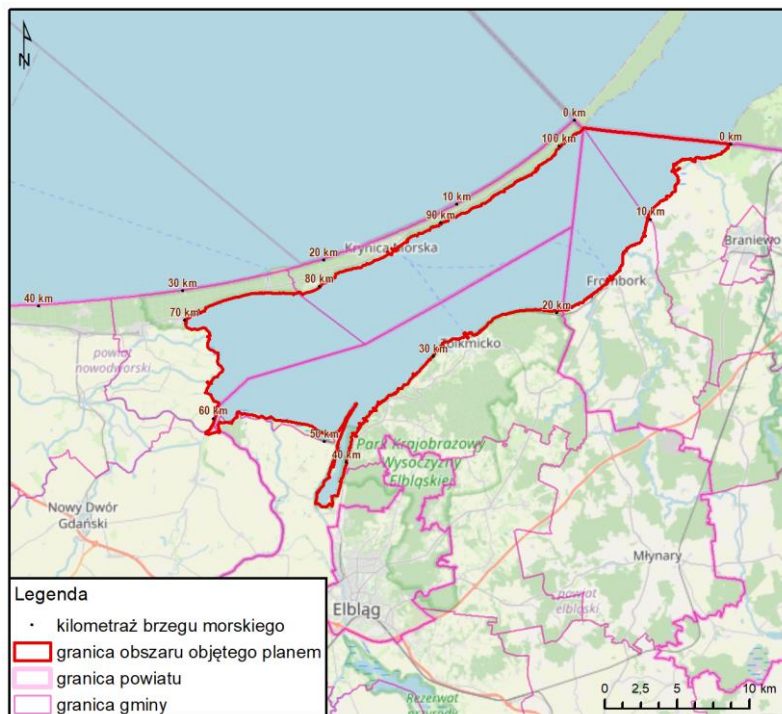 N
0 km
100 km
0 km
10 km
90 km
10 km
20 km
Krynica Morska
Braniewo
80 km
30 km
40 km
70 km
Frombork
20 km
powiat
nowodworski
30 km
Tolkmicko
60 km
50 km
40 km
Park Krajobrazowy
Wysoczyzny
Elbląskiej
Nowy Dwór
Gdański
Młynary
powiat
elbląski
Elbląg
Rezerwat
przyrody
Legenda
kilometraż brzegu morskiego
granica obszaru objętego planem
granica powiatu
granica gminy
0 2,5 5 10 km